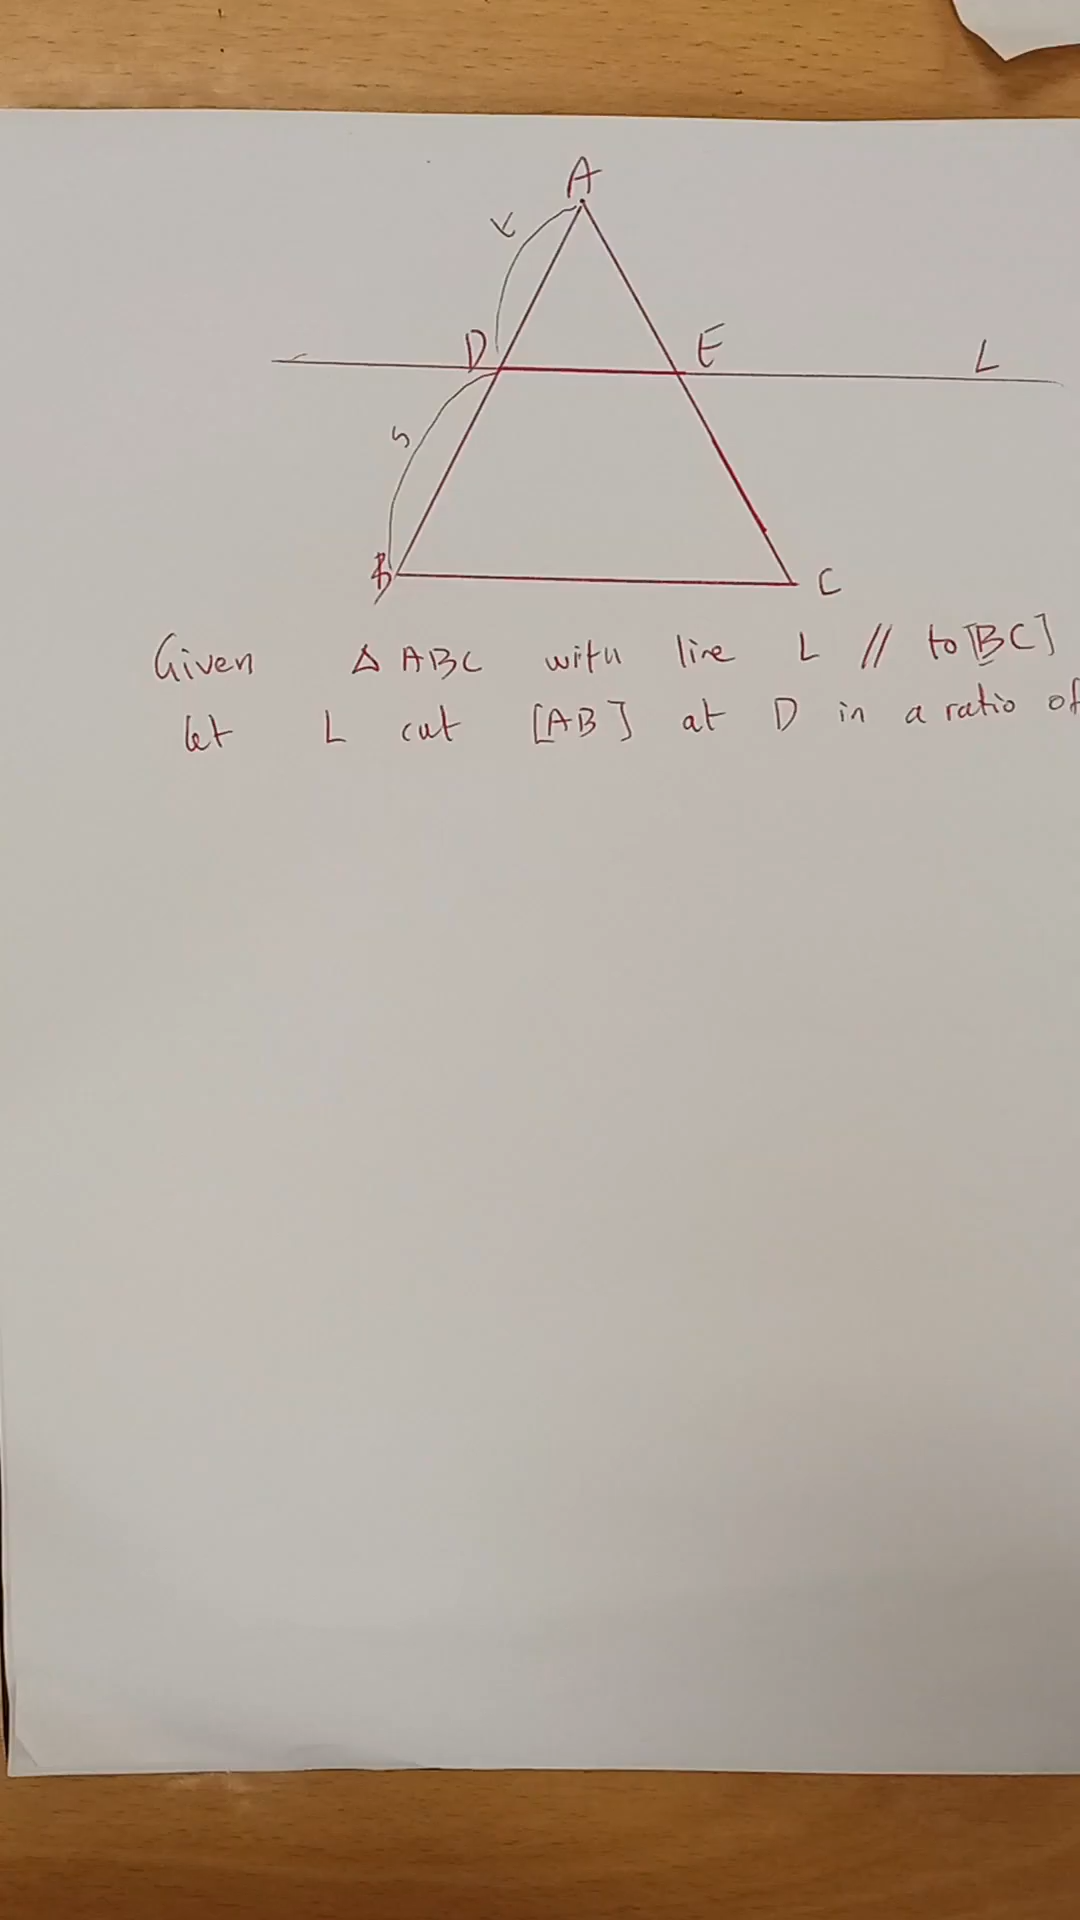 A
t
D
E
L
s
B
C
Given △ ABC with line L // to [BC]
let L cut [AB] at D in a ratio of